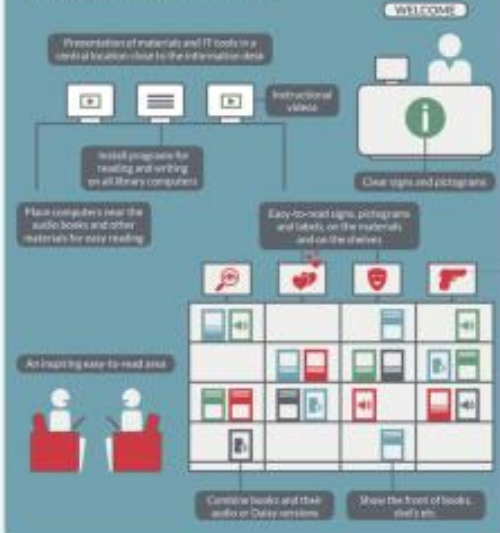 WELCOME
Presentation of materials and IT tools in a
central location close to the information desk
Instructional
videos
i
Install programs for
reading and writing
on all library computers
Clear signs and pictograms
Place computers near the
audio books and other
materials for easy reading
Easy-to-read signs, pictograms
and labels, on the materials
and on the shelves
An inspiring easy-to-read area
Combine books and their
audio or Daisy versions
Show the front of books,
dvd's etc.